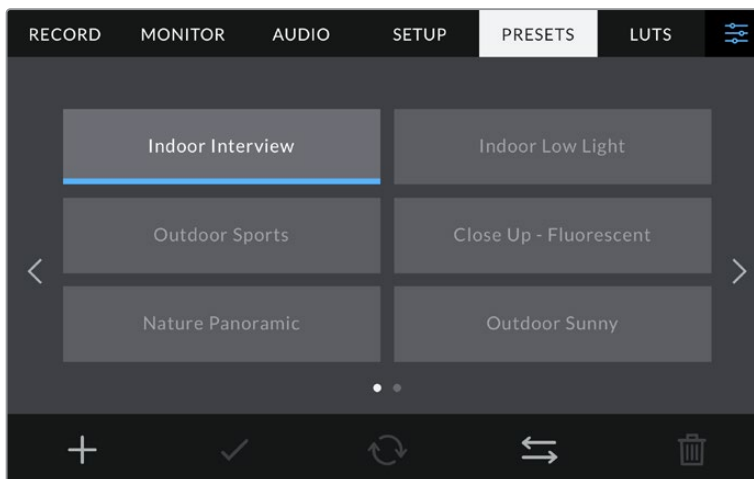 RECORD MONITOR AUDIO SETUP PRESETS LUTS
Indoor Interview Indoor Low Light
Outdoor Sports Close Up - Fluorescent
Nature Panoramic Outdoor Sunny